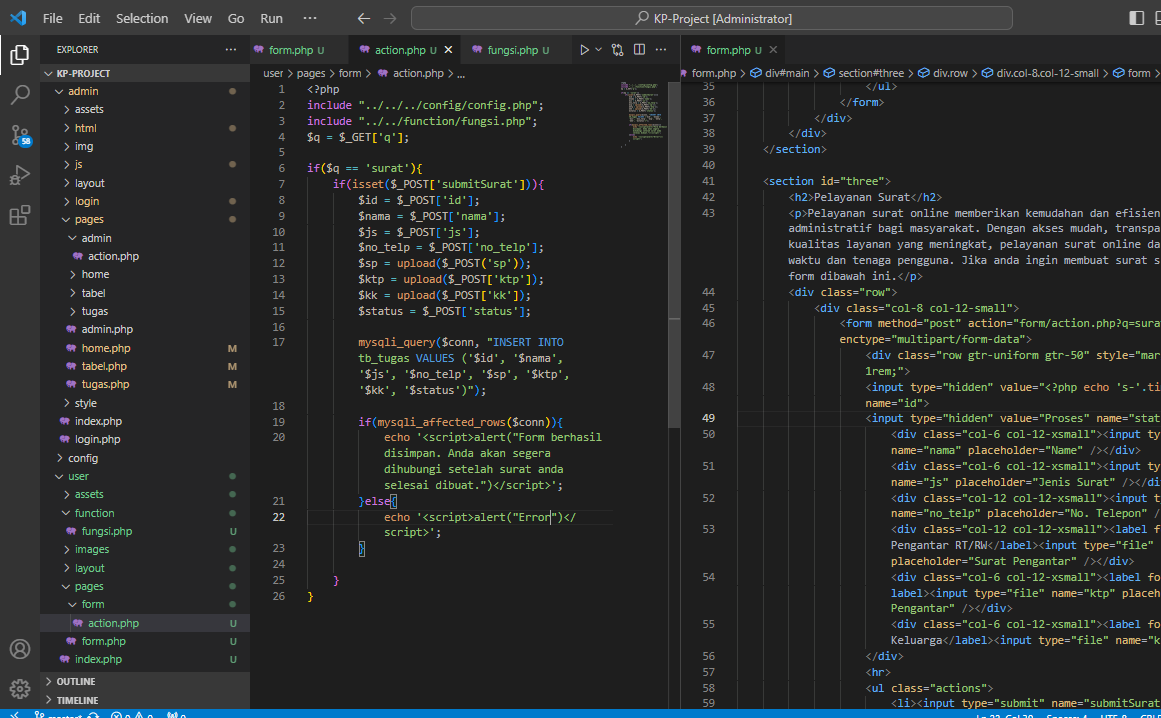 File Edit Selection View Go Run ··· KP-Project [Administrator]
EXPLORER ···
KP-PROJECT
admin
assets
html
img
js
layout
login
pages
admin
action.php
home
tabel
tugas
admin.php
home.php M
tabel.php M
tugas.php M
style
index.php
login.php
config
user
assets
function
fungsi.php U
images
layout
pages
form
action.php U
form.php U
index.php U
OUTLINE
TIMELINE
58
form.php U action.php U fungsi.php U
user > pages > form > action.php > ...
1 <?php
2 include "../../../config/config.php";
3 include "../../function/fungsi.php";
4 $q = $_GET['q'];
5
6 if($q == 'surat'){
7 if(isset($_POST['submitSurat'])){
8 $id = $_POST['id'];
9 $nama = $_POST['nama'];
10 $js = $_POST['js'];
11 $no_telp = $_POST['no_telp'];
12 $sp = upload($_POST('sp'));
13 $ktp = upload($_POST['ktp']);
14 $kk = upload($_POST['kk']);
15 $status = $_POST['status'];
16
17 mysqli_query($conn, "INSERT INTO
tb_tugas VALUES ('$id', '$nama',
'$js', '$no_telp', '$sp', '$ktp',
'$kk', '$status')");
18
19 if(mysqli_affected_rows($conn)){
20 echo '<script>alert("Form berhasil
disimpan. Anda akan segera
dihubungi setelah surat anda
selesai dibuat.")</script>';
21 }else{
22 echo '<script>alert("Error")</
script>';
23 }
24
25 }
26 }
form.php U
form.php > div#main > section#three > div.row > div.col-8.col-12-small > form >
35 </ul>
36 </form>
37 </div>
38 </div>
39 </section>
40
41 <section id="three">
42 <h2>Pelayanan Surat</h2>
43 <p>Pelayanan surat online memberikan kemudahan dan efisien
administratif bagi masyarakat. Dengan akses mudah, transpa
kualitas layanan yang meningkat, pelayanan surat online da
waktu dan tenaga pengguna. Jika anda ingin membuat surat s
form dibawah ini.</p>
44 <div class="row">
45 <div class="col-8 col-12-small">
46 <form method="post" action="form/action.php?q=sura
enctype="multipart/form-data">
47 <div class="row gtr-uniform gtr-50" style="mar
1rem;">
48 <input type="hidden" value="<?php echo 's-'.ti
name="id">
49 <input type="hidden" value="Proses" name="stat
50 <div class="col-6 col-12-xsmall"><input ty
name="nama" placeholder="Name" /></div>
51 <div class="col-6 col-12-xsmall"><input ty
name="js" placeholder="Jenis Surat" /></di
52 <div class="col-12 col-12-xsmall"><input t
name="no_telp" placeholder="No. Telepon" /
53 <div class="col-12 col-12-xsmall"><label f
Pengantar RT/RW</label><input type="file"
placeholder="Surat Pengantar" /></div>
54 <div class="col-6 col-12-xsmall"><label fo
label><input type="file" name="ktp" placeh
Pengantar" /></div>
55 <div class="col-6 col-12-xsmall"><label fo
Keluarga</label><input type="file" name="k
56 </div>
57 <hr>
58 <ul class="actions">
59 <li><input type="submit" name="submitSurat